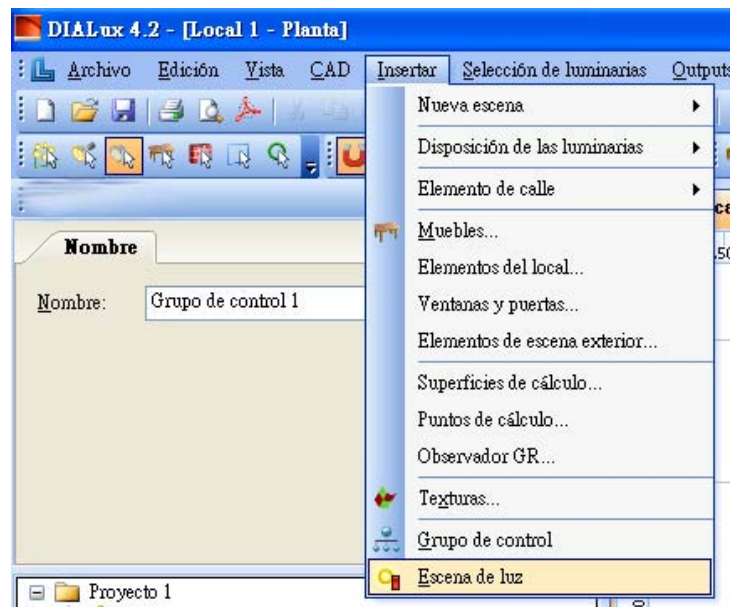 DIALux 4.2 - [Local 1 - Planta]
Archivo Edición Vista CAD Insertar Selección de luminarias Outputs
Nueva escena
Disposición de las luminarias
Elemento de calle
Muebles...
Elementos del local...
Ventanas y puertas...
Elementos de escena exterior...
Superficies de cálculo...
Puntos de cálculo...
Observador GR...
Texturas...
Grupo de control
Escena de luz
Nombre
Nombre: Grupo de control 1
Proyecto 1